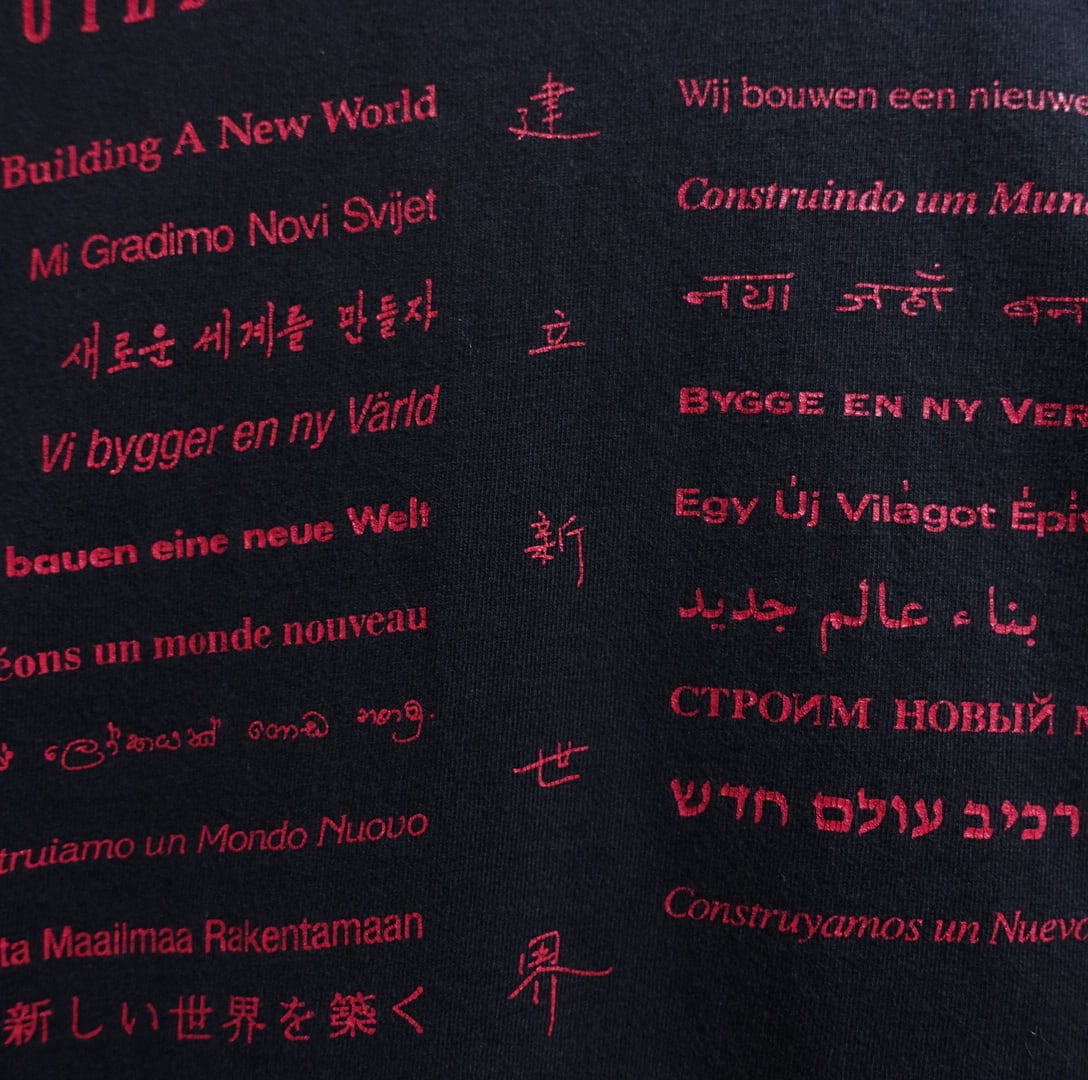 Building A New World
Mi Gradimo Novi Svijet
새로운 세계를 만들자
Vi bygger en ny Värld
bauen eine neue Welt
éons un monde nouveau
truiamo un Mondo Nuovo
ta Maailmaa Rakentamaan
新しい世界を築く
建
立
新
世
界
Wij bouwen een nieuwe
Construindo um Mun
नया जहाँ बन
BYGGE EN NY VER
Egy Új Világot Épí
بناء عالم جديد
СТРОИМ НОВЫЙ
רכיב עולם חדש
Construyamos un Nuevo